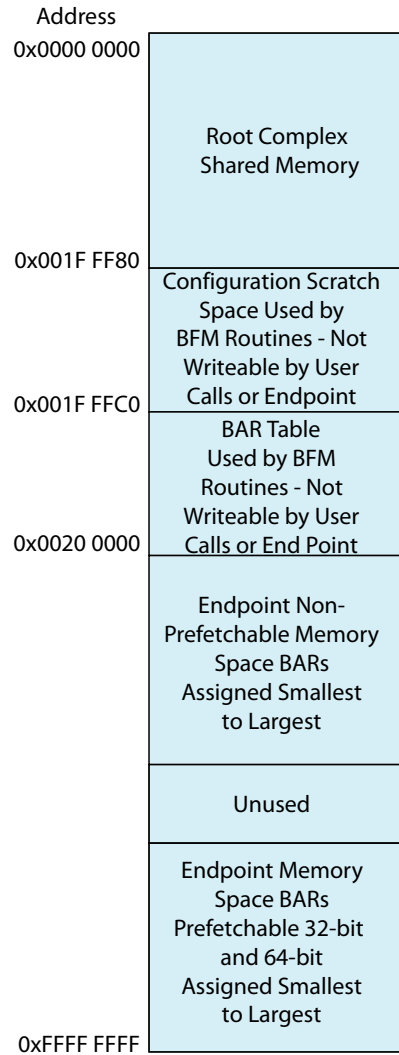 Address
0x0000 0000
Root Complex
Shared Memory
0x001F FF80
Configuration Scratch
Space Used by
BFM Routines - Not
Writeable by User
Calls or Endpoint
0x001F FFC0
BAR Table
Used by BFM
Routines - Not
Writeable by User
Calls or End Point
0x0020 0000
Endpoint Non-
Prefetchable Memory
Space BARs
Assigned Smallest
to Largest
Unused
Endpoint Memory
Space BARs
Prefetchable 32-bit
and 64-bit
Assigned Smallest
to Largest
0xFFFF FFFF